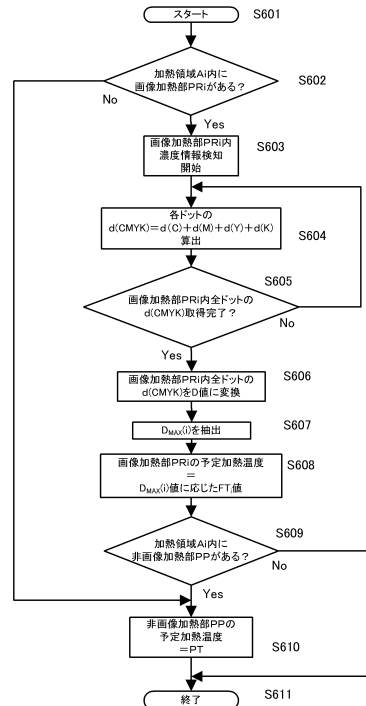 スタート
S601
加熱領域Ai内に
画像加熱部PRiがある？
S602
No
Yes
画像加熱部PRi内
濃度情報検知
開始
S603
各ドットの
d(CMYK)=d(C)+d(M)+d(Y)+d(K)
算出
S604
S605
画像加熱部PRi内全ドットの
d(CMYK)取得完了？
No
Yes
画像加熱部PRi内全ドットの
d(CMYK)をD値に変換
S606
DMAX(i)を抽出
S607
画像加熱部PRiの予定加熱温度
=
DMAX(i)値に応じたFTi値
S608
加熱領域Ai内に
非画像加熱部PPがある？
S609
No
Yes
非画像加熱部PPの
予定加熱温度
=PT
S610
終了
S611